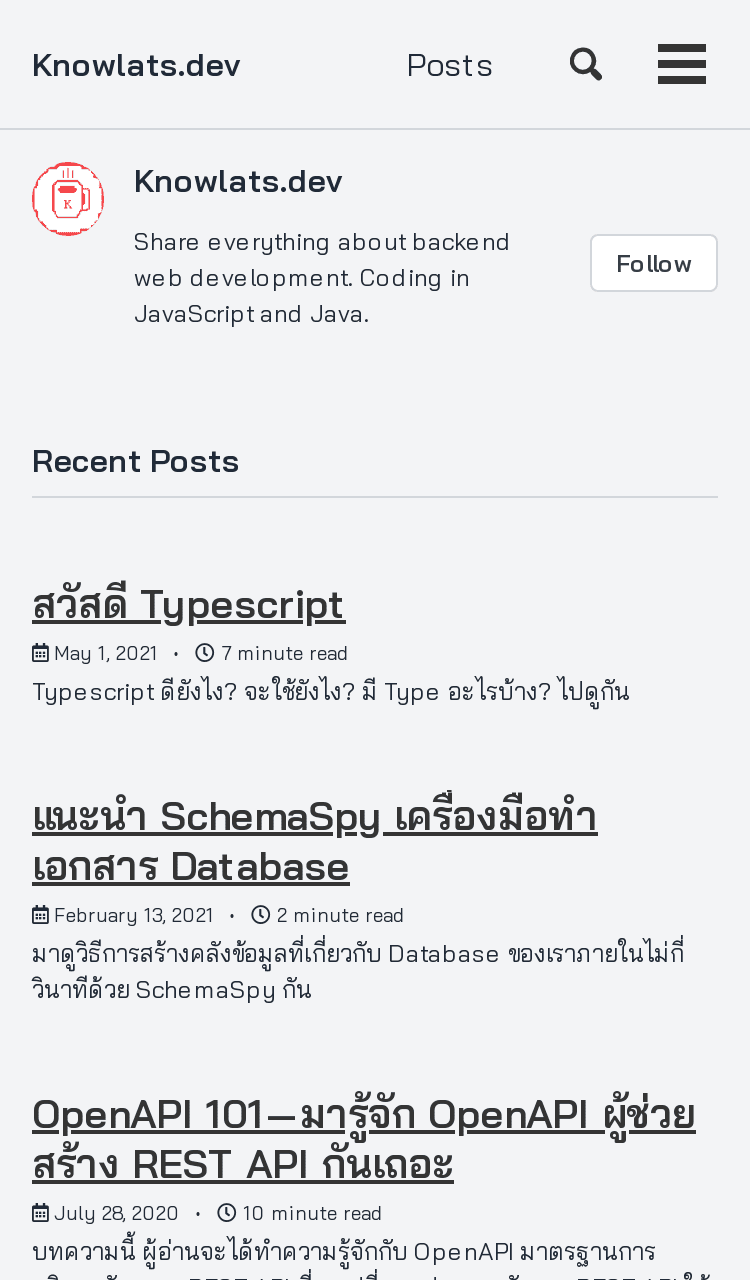 Knowlats.dev Posts
K
Knowlats.dev
Share everything about backend
web development. Coding in
JavaScript and Java.
Follow
Recent Posts
สวัสดี Typescript
May 1, 2021 • 7 minute read
Typescript ดียังไง? จะใช้ยังไง? มี Type อะไรบ้าง? ไปดูกัน
แนะนำ SchemaSpy เครื่องมือทำ
เอกสาร Database
February 13, 2021 • 2 minute read
มาดูวิธีการสร้างคลังข้อมูลที่เกี่ยวกับ Database ของเราภายในไม่กี่
วินาทีด้วย SchemaSpy กัน
OpenAPI 101—มารู้จัก OpenAPI ผู้ช่วย
สร้าง REST API กันเถอะ
July 28, 2020 • 10 minute read
บทความนี้ ผู้อ่านจะได้ทำความรู้จักกับ OpenAPI มาตรฐานการ